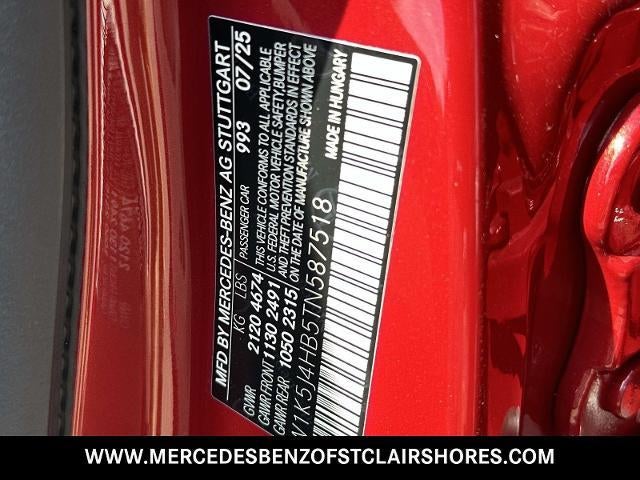 MFD BY MERCEDES-BENZ AG STUTTGART
KG LBS PASSENGER CAR 993 07/25
GVWR 2120 4674 THIS VEHICLE CONFORMS TO ALL APPLICABLE
GAWR FRONT 1130 2491 U.S. FEDERAL MOTOR VEHICLE SAFETY, BUMPER
GAWR REAR 1050 2315 AND THEFT PREVENTION STANDARDS IN EFFECT
ON THE DATE OF MANUFACTURE SHOWN ABOVE
W1K5J4HB5TN587518 MADE IN HUNGARY
WWW.MERCEDESBENZOFSTCLAIRSHORES.COM